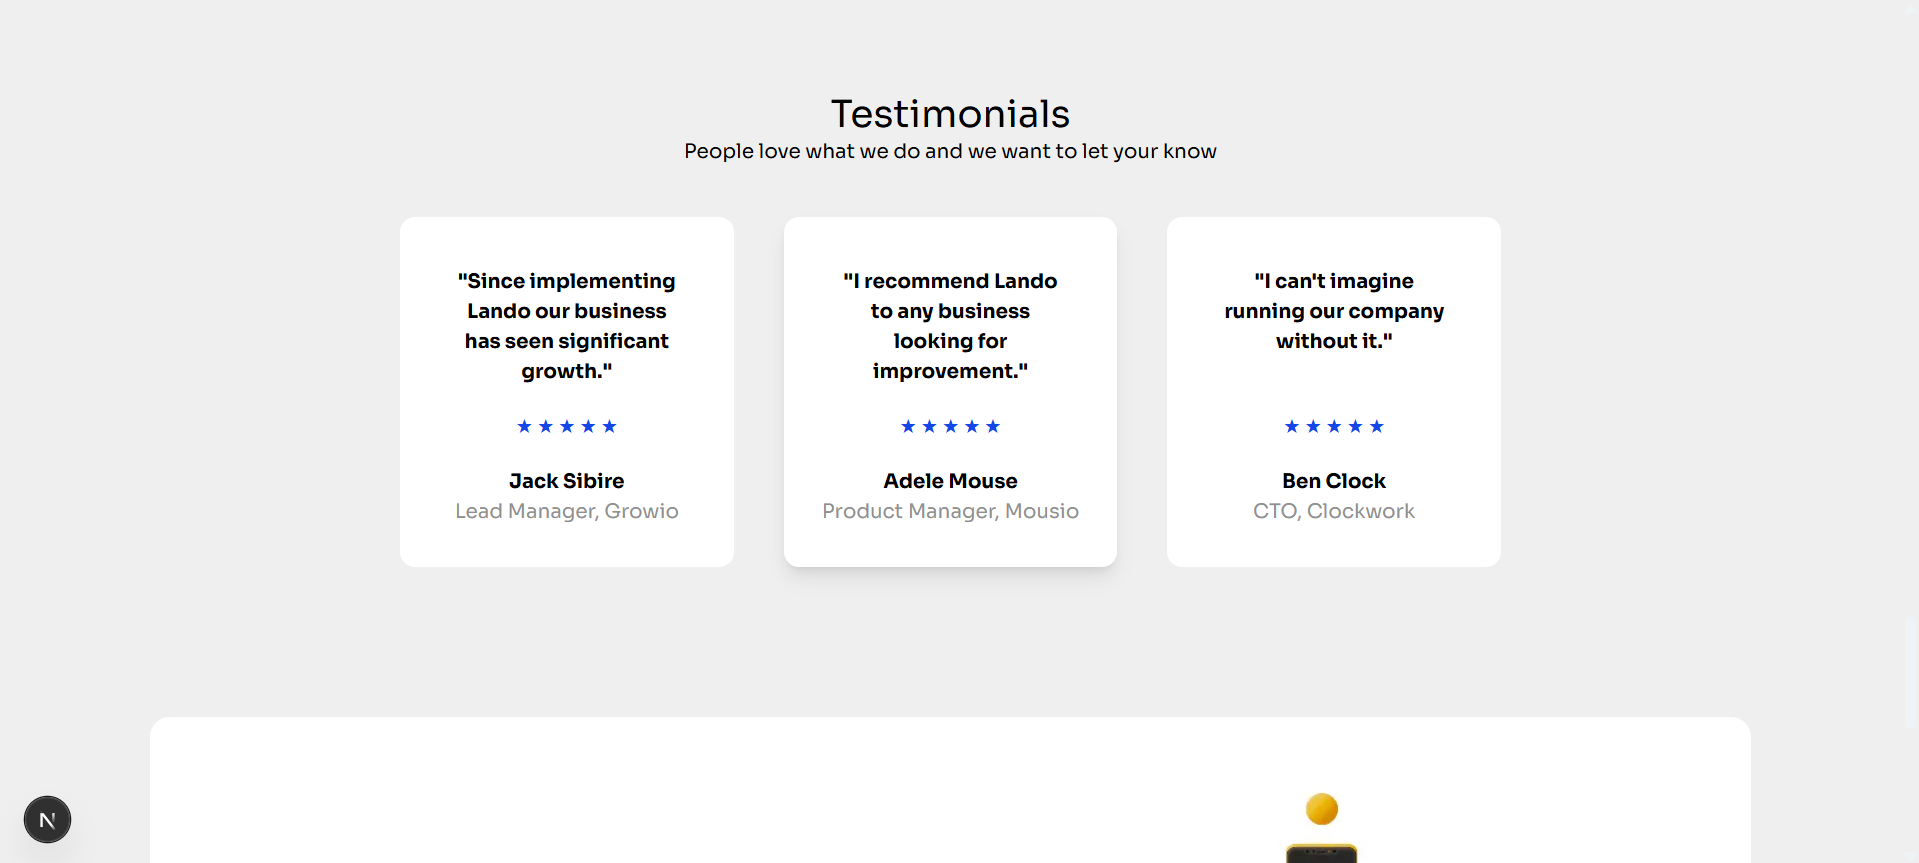 Testimonials
People love what we do and we want to let your know
"Since implementing
Lando our business
has seen significant
growth."
★ ★ ★ ★ ★
Jack Sibire
Lead Manager, Growio
"I recommend Lando
to any business
looking for
improvement."
★ ★ ★ ★ ★
Adele Mouse
Product Manager, Mousio
"I can't imagine
running our company
without it."
★ ★ ★ ★ ★
Ben Clock
CTO, Clockwork
N